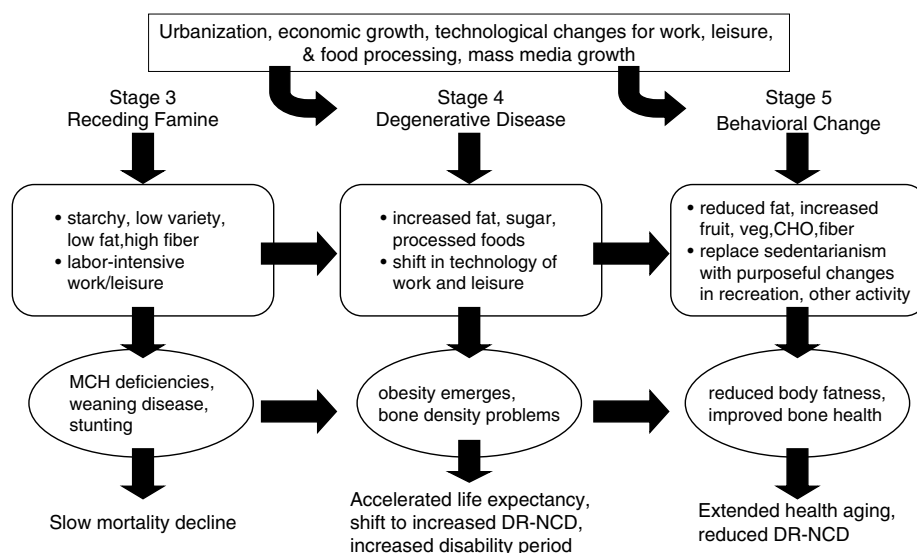 Urbanization, economic growth, technological changes for work, leisure,
& food processing, mass media growth
Stage 3
Receding Famine
Stage 4
Degenerative Disease
Stage 5
Behavioral Change
• starchy, low variety,
low fat,high fiber
• labor-intensive
work/leisure
• increased fat, sugar,
processed foods
• shift in technology of
work and leisure
• reduced fat, increased
fruit, veg,CHO,fiber
• replace sedentarianism
with purposeful changes
in recreation, other activity
MCH deficiencies,
weaning disease,
stunting
obesity emerges,
bone density problems
reduced body fatness,
improved bone health
Slow mortality decline
Accelerated life expectancy,
shift to increased DR-NCD,
increased disability period
Extended health aging,
reduced DR-NCD